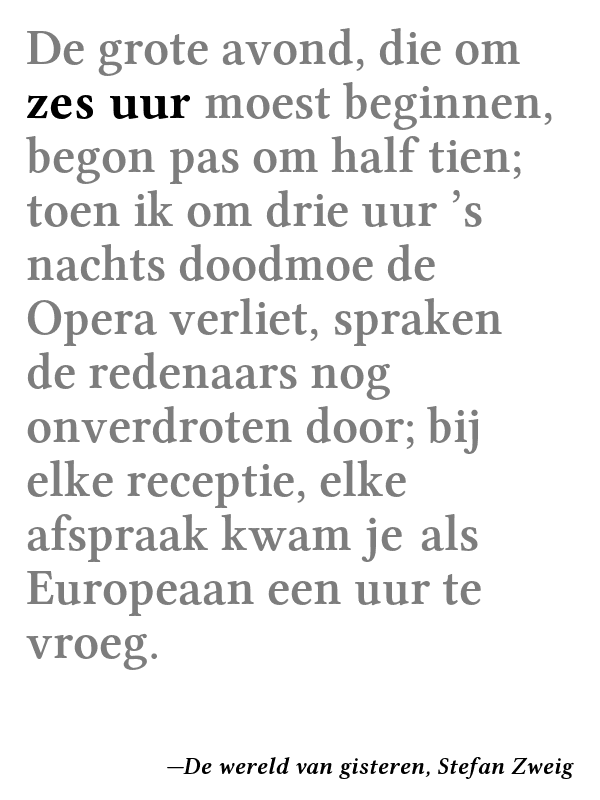 De grote avond, die om
zes uur moest beginnen,
begon pas om half tien;
toen ik om drie uur ’s
nachts doodmoe de
Opera verliet, spraken
de redenaars nog
onverdroten door; bij
elke receptie, elke
afspraak kwam je als
Europeaan een uur te
vroeg.
—De wereld van gisteren, Stefan Zweig